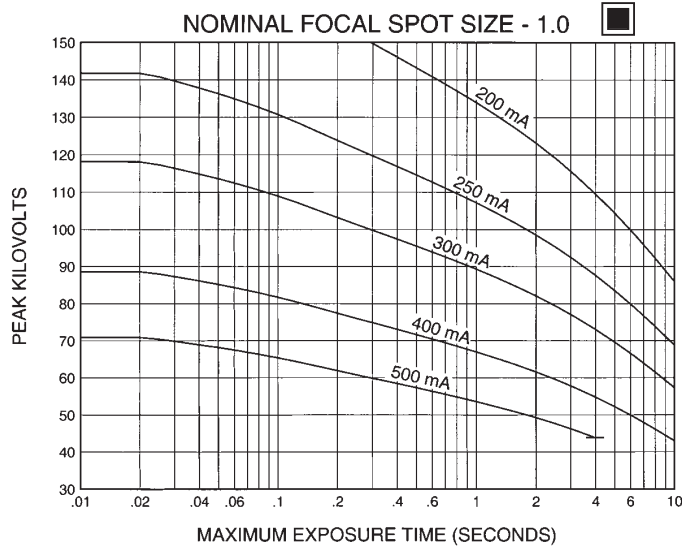 NOMINAL FOCAL SPOT SIZE - 1.0
150
140
130
120
110
100
90
80
70
60
50
40
30
PEAK KILOVOLTS
200 mA
250 mA
300 mA
400 mA
500 mA
.01 .02 .04 .06 .1 .2 .4 .6 1 2 4 6 10
MAXIMUM EXPOSURE TIME (SECONDS)